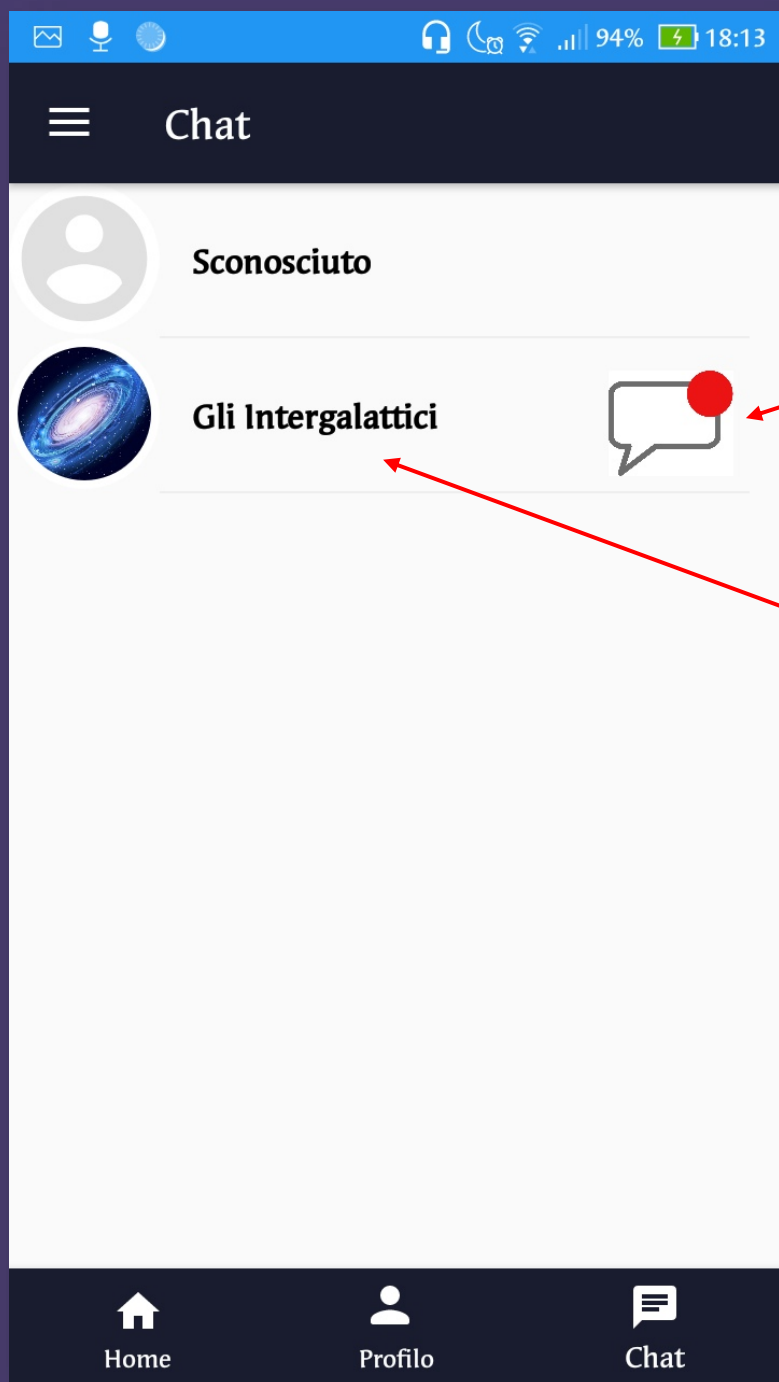 94% 18:13
Chat
Sconosciuto
Gli Intergalattici
Home Profilo Chat